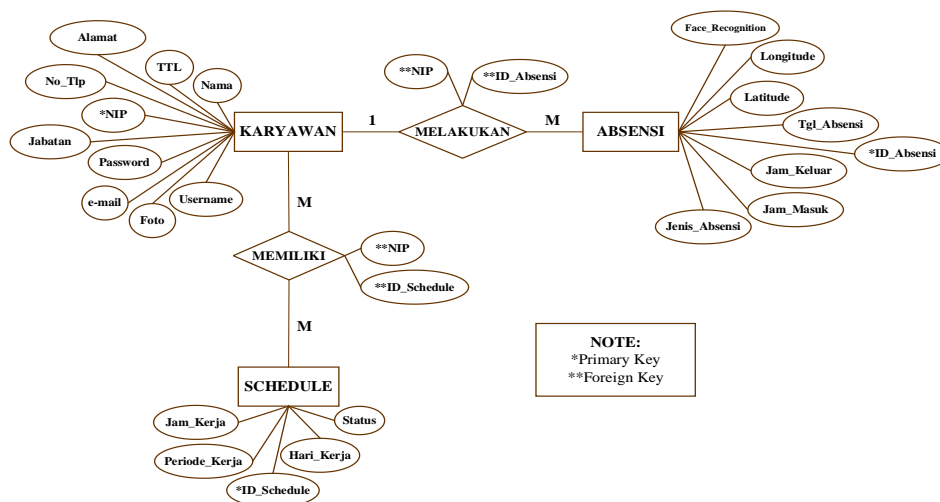 Alamat
TTL
No_Tlp
Nama
*NIP
Jabatan
Password
e-mail
Foto
Username
KARYAWAN
1
**NIP
**ID_Absensi
MELAKUKAN
M
ABSENSI
Face_Recognition
Longitude
Latitude
Tgl_Absensi
*ID_Absensi
Jam_Keluar
Jam_Masuk
Jenis_Absensi
M
MEMILIKI
**NIP
**ID_Schedule
M
SCHEDULE
Jam_Kerja
Status
Periode_Kerja
Hari_Kerja
*ID_Schedule
NOTE:
*Primary Key
**Foreign Key